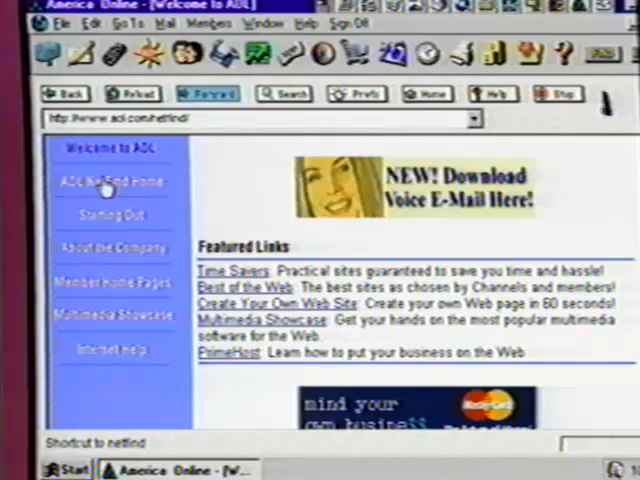 America Online - [Welcome to AOL]
File Edit Go To Mail Members Window Help Sign Off
Back Reload Forward Search Prefs Home Help Stop
http://www.aol.com/netfind/
Welcome to AOL
AOL NetFind Home
Starting Out
About the Company
Member Home Pages
Multimedia Showcase
Internet Help
NEW! Download
Voice E-Mail Here!
Featured Links
Time Savers: Practical sites guaranteed to save you time and hassle!
Best of the Web: The best sites as chosen by Channels and members!
Create Your Own Web Site: Create your own Web page in 60 seconds!
Multimedia Showcase: Get your hands on the most popular multimedia
software for the Web.
PrimeHost: Learn how to put your business on the Web.
mind your
own busine$$
MasterCard
Shortcut to netfind
Start America Online - [W...